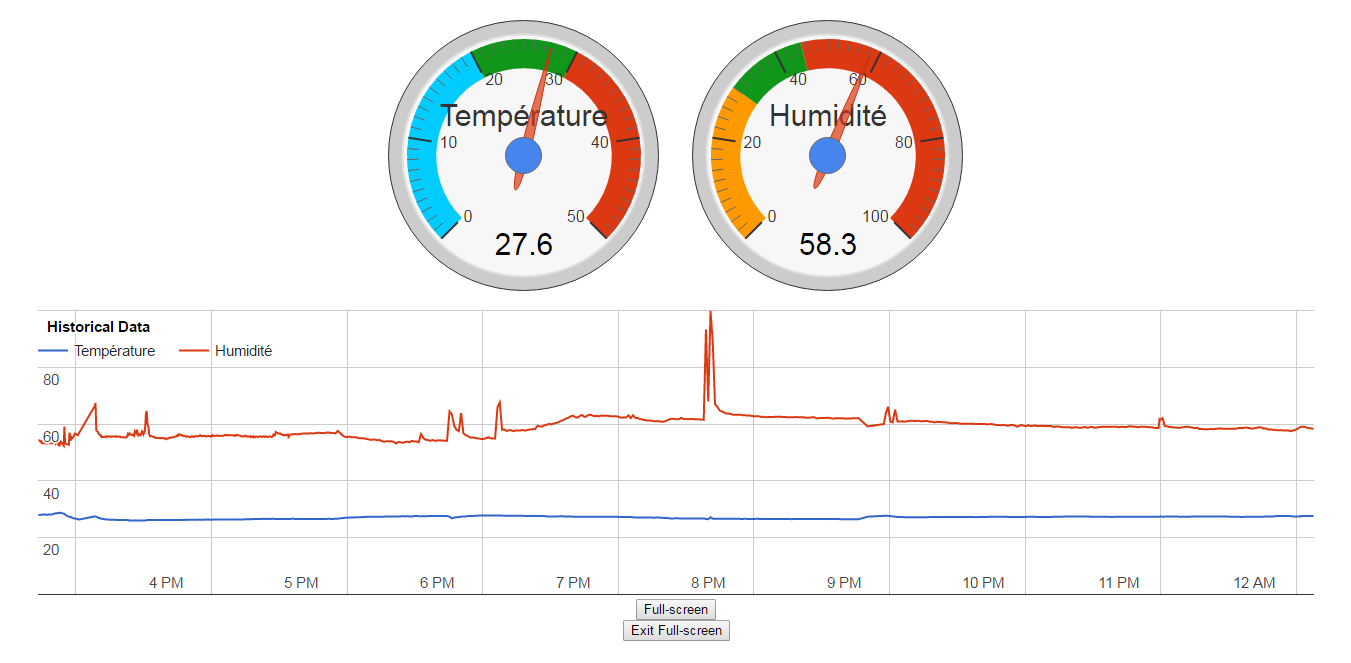 20 30
Température
10 40
0 50
27.6
40 60
Humidité
20 80
0 100
58.3
Historical Data
Température Humidité
80
60
40
20
4 PM 5 PM 6 PM 7 PM 8 PM 9 PM 10 PM 11 PM 12 AM
Full-screen
Exit Full-screen